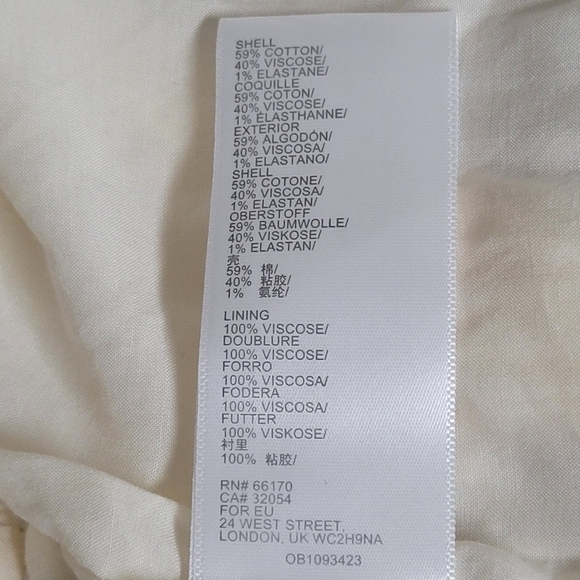 SHELL
59% COTTON/
40% VISCOSE/
1% ELASTANE/
COQUILLE
59% COTON/
40% VISCOSE/
1% ÉLASTHANNE/
EXTERIOR
59% ALGODÓN/
40% VISCOSA/
1% ELASTANO/
SHELL
59% COTONE/
40% VISCOSA/
1% ELASTAN/
OBERSTOFF
59% BAUMWOLLE/
40% VISKOSE/
1% ELASTAN/
壳
59% 棉/
40% 粘胶/
1% 氨纶/
LINING
100% VISCOSE/
DOUBLURE
100% VISCOSE/
FORRO
100% VISCOSA/
FODERA
100% VISCOSA/
FUTTER
100% VISKOSE/
衬里
100% 粘胶/
RN# 66170
CA# 32054
FOR EU
24 WEST STREET,
LONDON, UK WC2H9NA
OB1093423